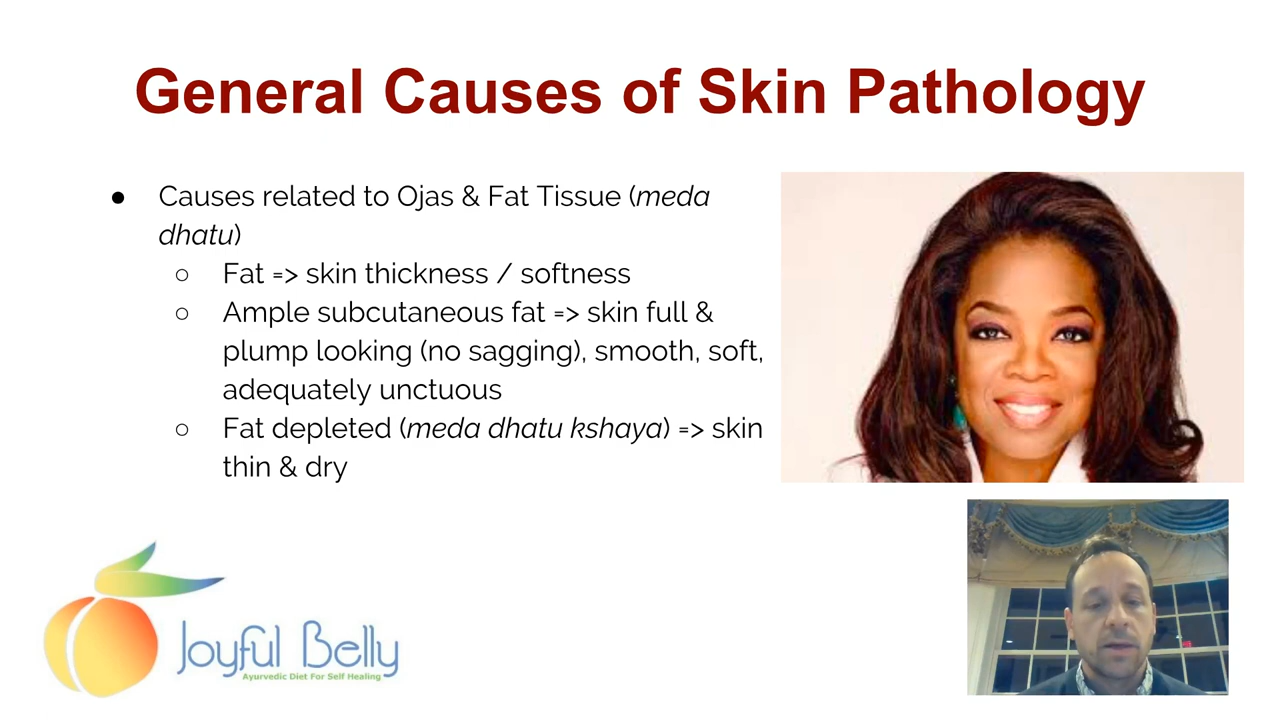 General Causes of Skin Pathology
● Causes related to Ojas & Fat Tissue (meda
dhatu)
○ Fat => skin thickness / softness
○ Ample subcutaneous fat => skin full &
plump looking (no sagging), smooth, soft,
adequately unctuous
○ Fat depleted (meda dhatu kshaya) => skin
thin & dry
Joyful Belly
Ayurvedic Diet For Self Healing